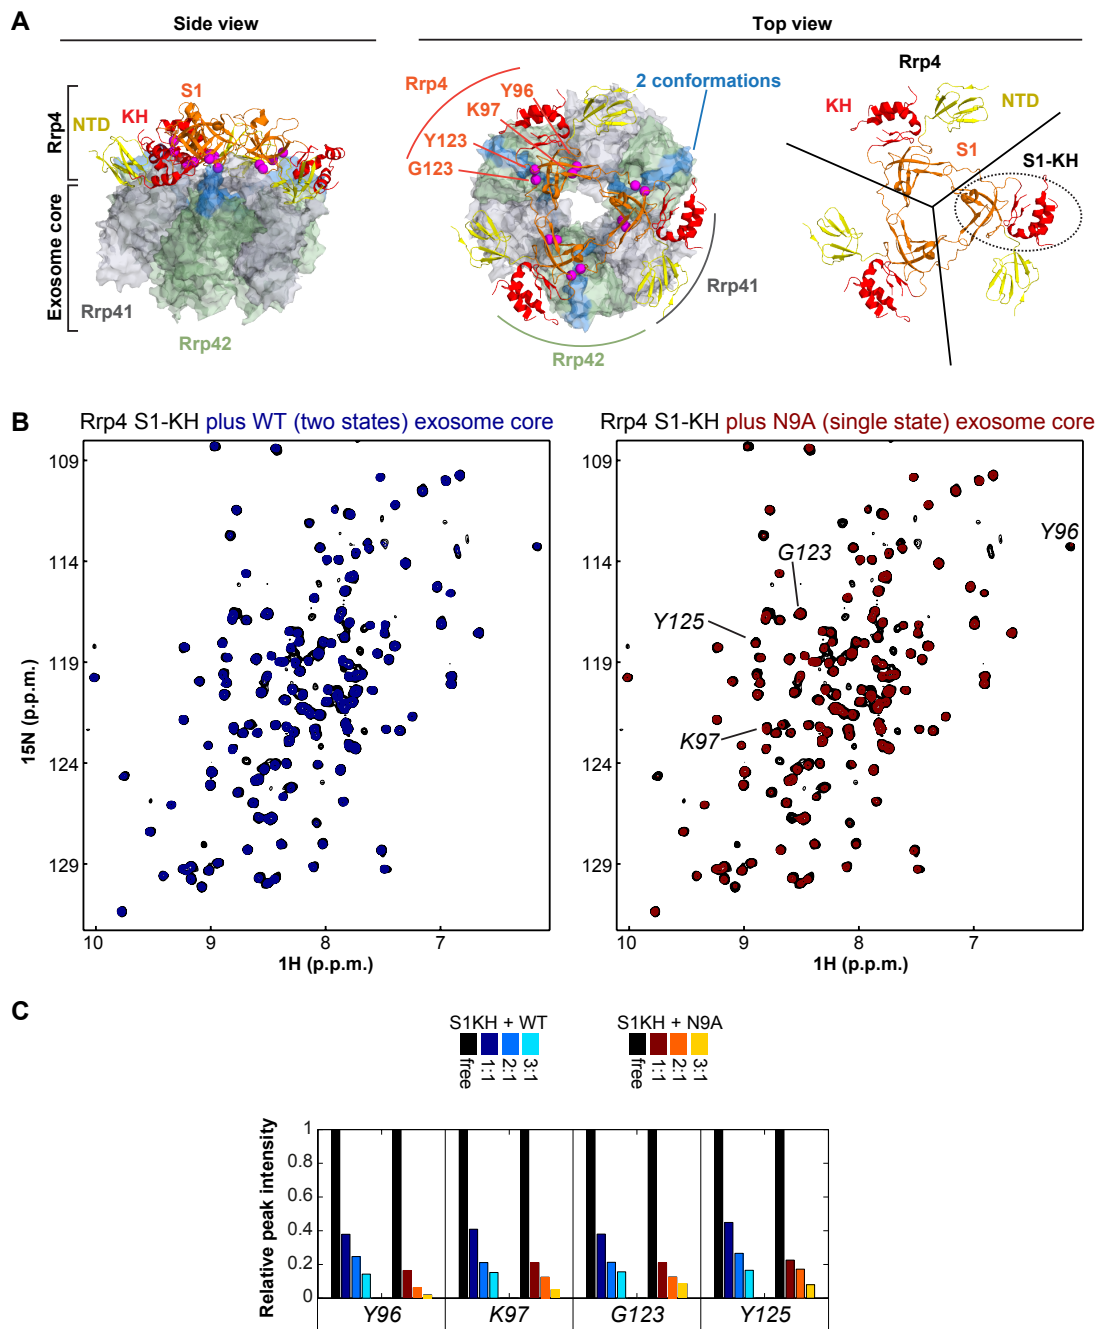 A
Side view
Top view
Rrp4
Exosome core
NTD
KH
S1
Rrp41
Rrp42
Rrp4
Y96
K97
Y123
G123
2 conformations
Rrp41
Rrp42
Rrp4
KH
NTD
S1
S1-KH
B
Rrp4 S1-KH plus WT (two states) exosome core
Rrp4 S1-KH plus N9A (single state) exosome core
109
114
119
124
129
15N (p.p.m.)
10 9 8 7
1H (p.p.m.)
109
114
119
124
129
Y96
G123
Y125
K97
10 9 8 7
1H (p.p.m.)
C
S1KH + WT
free
1:1
2:1
3:1
S1KH + N9A
free
1:1
2:1
3:1
Relative peak intensity
1
0.8
0.6
0.4
0.2
0
Y96 K97 G123 Y125